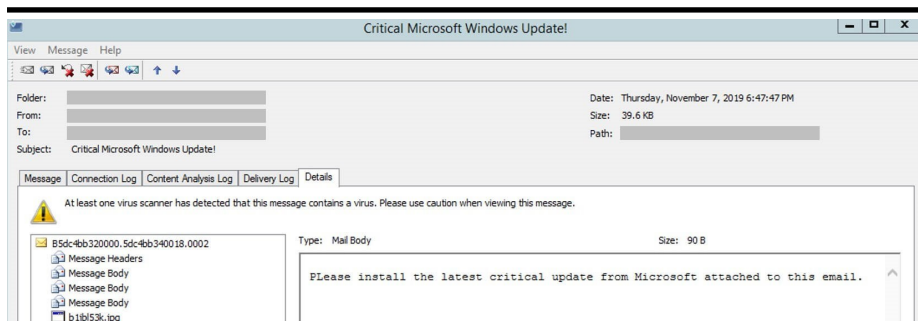 Critical Microsoft Windows Update!
View Message Help
Folder:
Date: Thursday, November 7, 2019 6:47:47 PM
From:
Size: 39.6 KB
To:
Path:
Subject: Critical Microsoft Windows Update!
Message Connection Log Content Analysis Log Delivery Log Details
At least one virus scanner has detected that this message contains a virus. Please use caution when viewing this message.
B5dc4bb320000.5dc4bb340018.0002
Type: Mail Body Size: 90 B
Message Headers
Message Body
PLease install the latest critical update from Microsoft attached to this email.
Message Body
Message Body
b1ibl53k.jpg